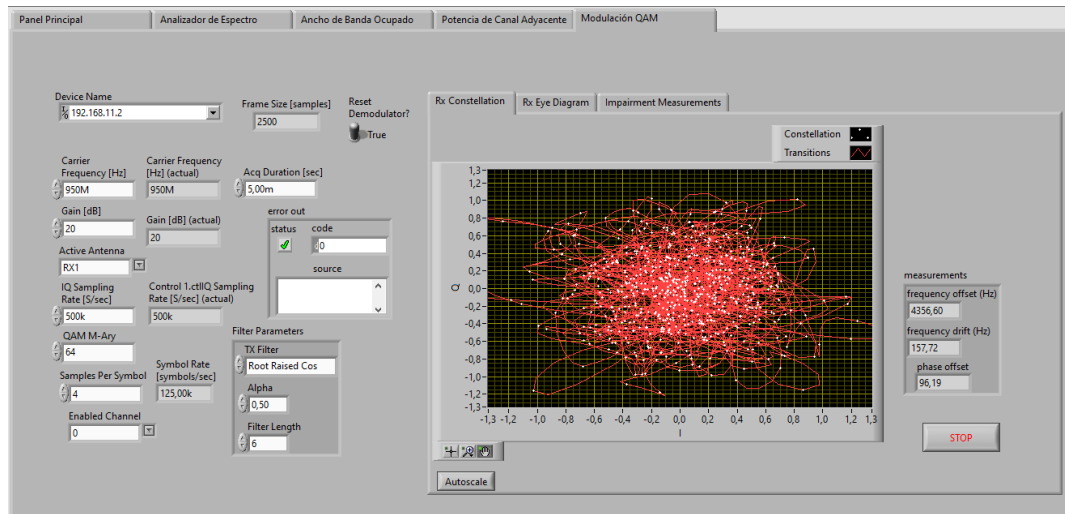 Panel Principal
Analizador de Espectro
Ancho de Banda Ocupado
Potencia de Canal Adyacente
Modulación QAM
Device Name
192.168.11.2
Frame Size [samples]
2500
Reset
Demodulator?
True
Carrier
Frequency [Hz]
950M
Carrier Frequency
[Hz] (actual)
950M
Acq Duration [sec]
5,00m
Gain [dB]
20
Gain [dB] (actual)
20
error out
status
code
0
source
Active Antenna
RX1
IQ Sampling
Rate [S/sec]
500k
Control 1.ctlIQ Sampling
Rate [S/sec] (actual)
500k
QAM M-Ary
64
Samples Per Symbol
4
Symbol Rate
[symbols/sec]
125,00k
Enabled Channel
0
Filter Parameters
TX Filter
Root Raised Cos
Alpha
0,50
Filter Length
6
Rx Constellation
Rx Eye Diagram
Impairment Measurements
Constellation
Transitions
Q
1,3
1,0
0,8
0,6
0,4
0,2
0,0
-0,2
-0,4
-0,6
-0,8
-1,0
-1,3
-1,3 -1,2 -1,0 -0,8 -0,6 -0,4 -0,2 0,0 0,2 0,4 0,6 0,8 1,0 1,2 1,3
I
Autoscale
measurements
frequency offset (Hz)
4356,60
frequency drift (Hz)
157,72
phase offset
96,19
STOP